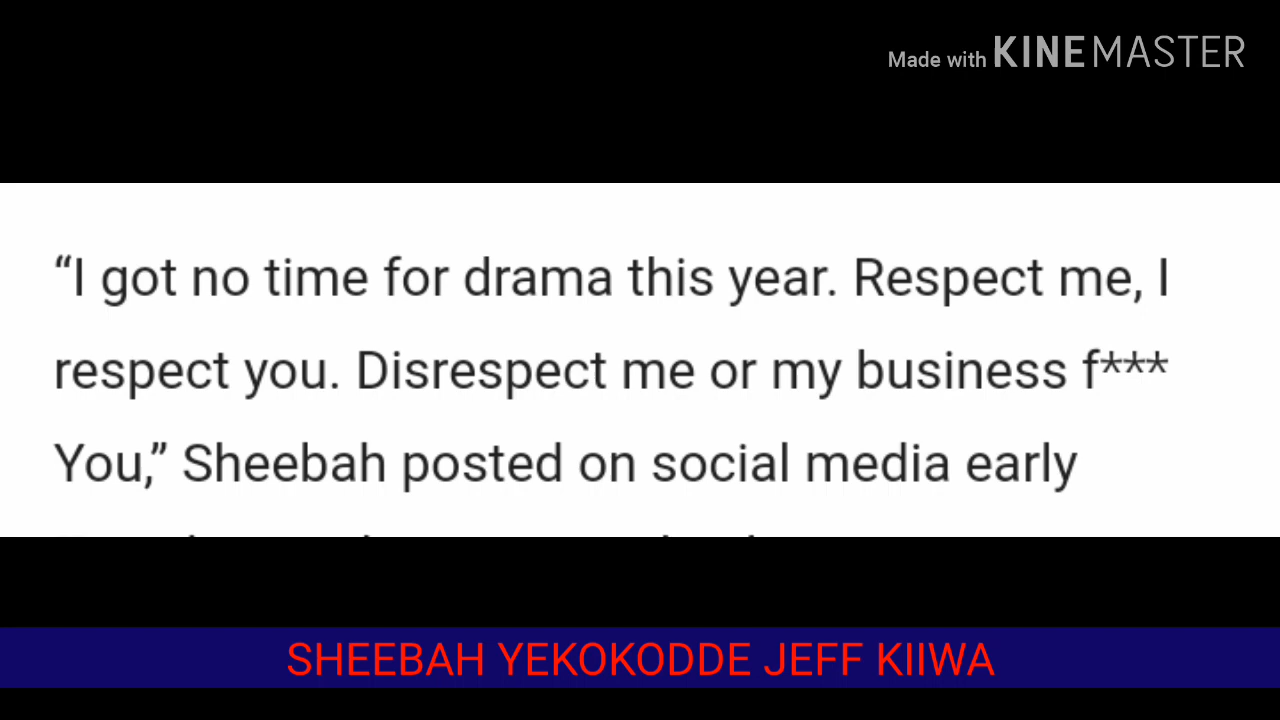 Made with KINEMASTER
“I got no time for drama this year. Respect me, I
respect you. Disrespect me or my business f***
You,” Sheebah posted on social media early
SHEEBAH YEKOKODDE JEFF KIIWA